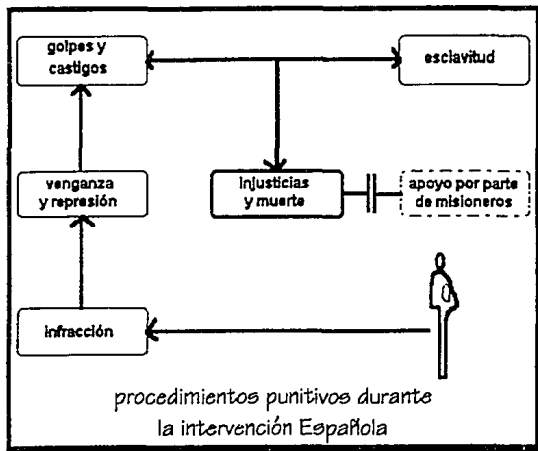 golpes y
castigos
esclavitud
venganza
y represión
injusticias
y muerte
apoyo por parte
de misioneros
infracción
procedimientos punitivos durante
la intervención Española